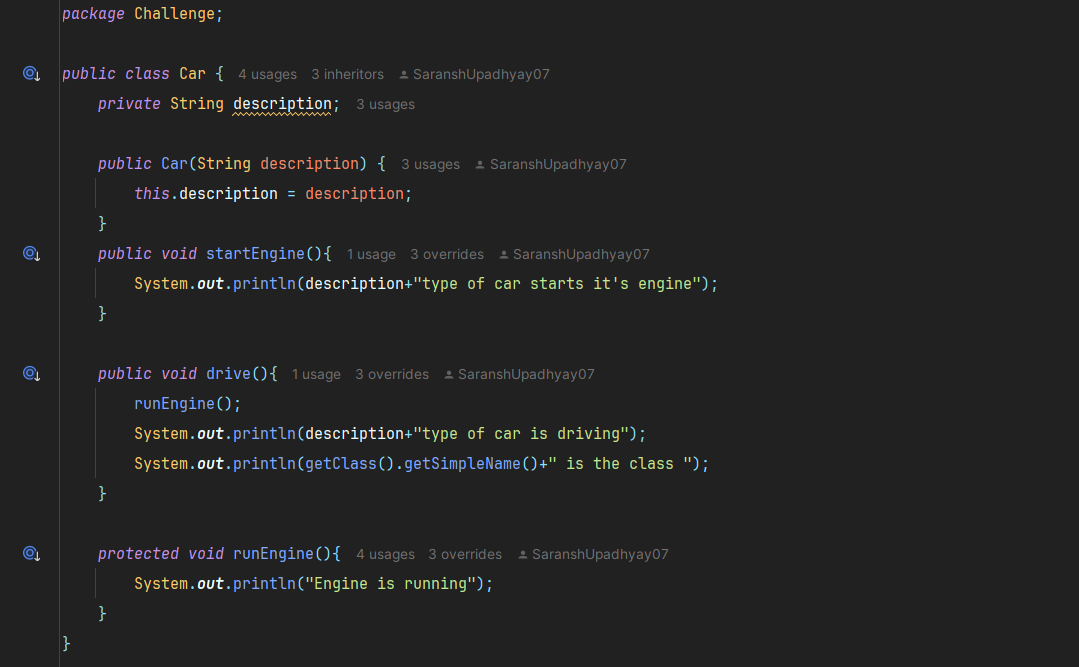 package Challenge;
public class Car { 4 usages 3 inheritors SaranshUpadhyay07
private String description; 3 usages
public Car(String description) { 3 usages SaranshUpadhyay07
this.description = description;
}
public void startEngine(){ 1 usage 3 overrides SaranshUpadhyay07
System.out.println(description+"type of car starts it's engine");
}
public void drive(){ 1 usage 3 overrides SaranshUpadhyay07
runEngine();
System.out.println(description+"type of car is driving");
System.out.println(getClass().getSimpleName()+" is the class ");
}
protected void runEngine(){ 4 usages 3 overrides SaranshUpadhyay07
System.out.println("Engine is running");
}
}